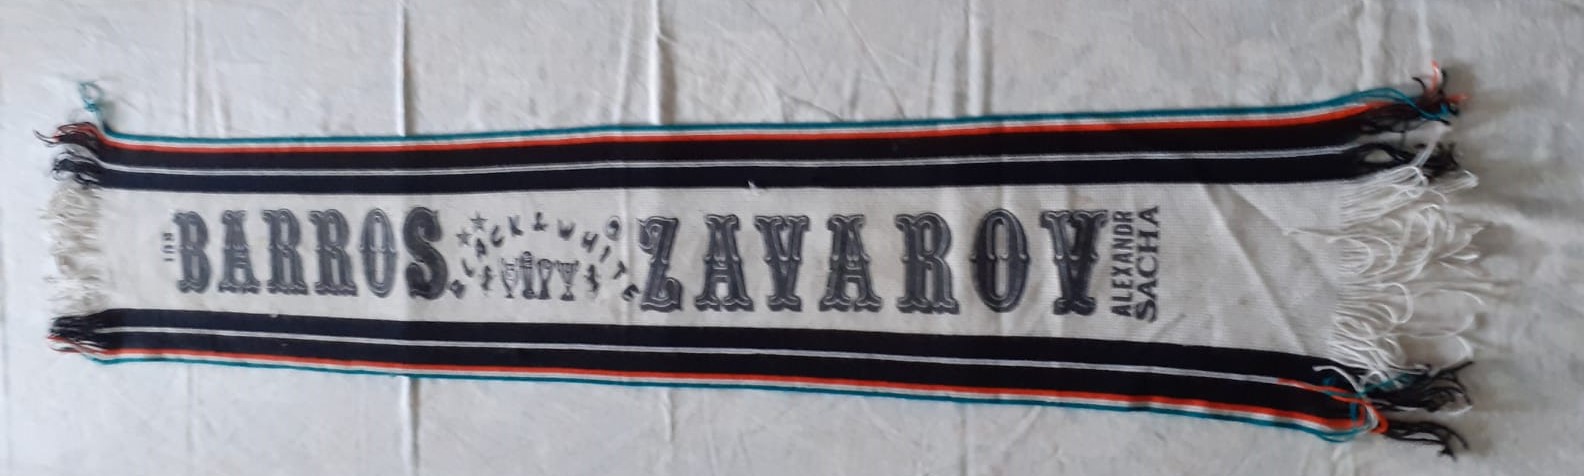 RUI
BARROS
BLACK & WHITE
ZAVAROV
ALEXANDR
SACHA